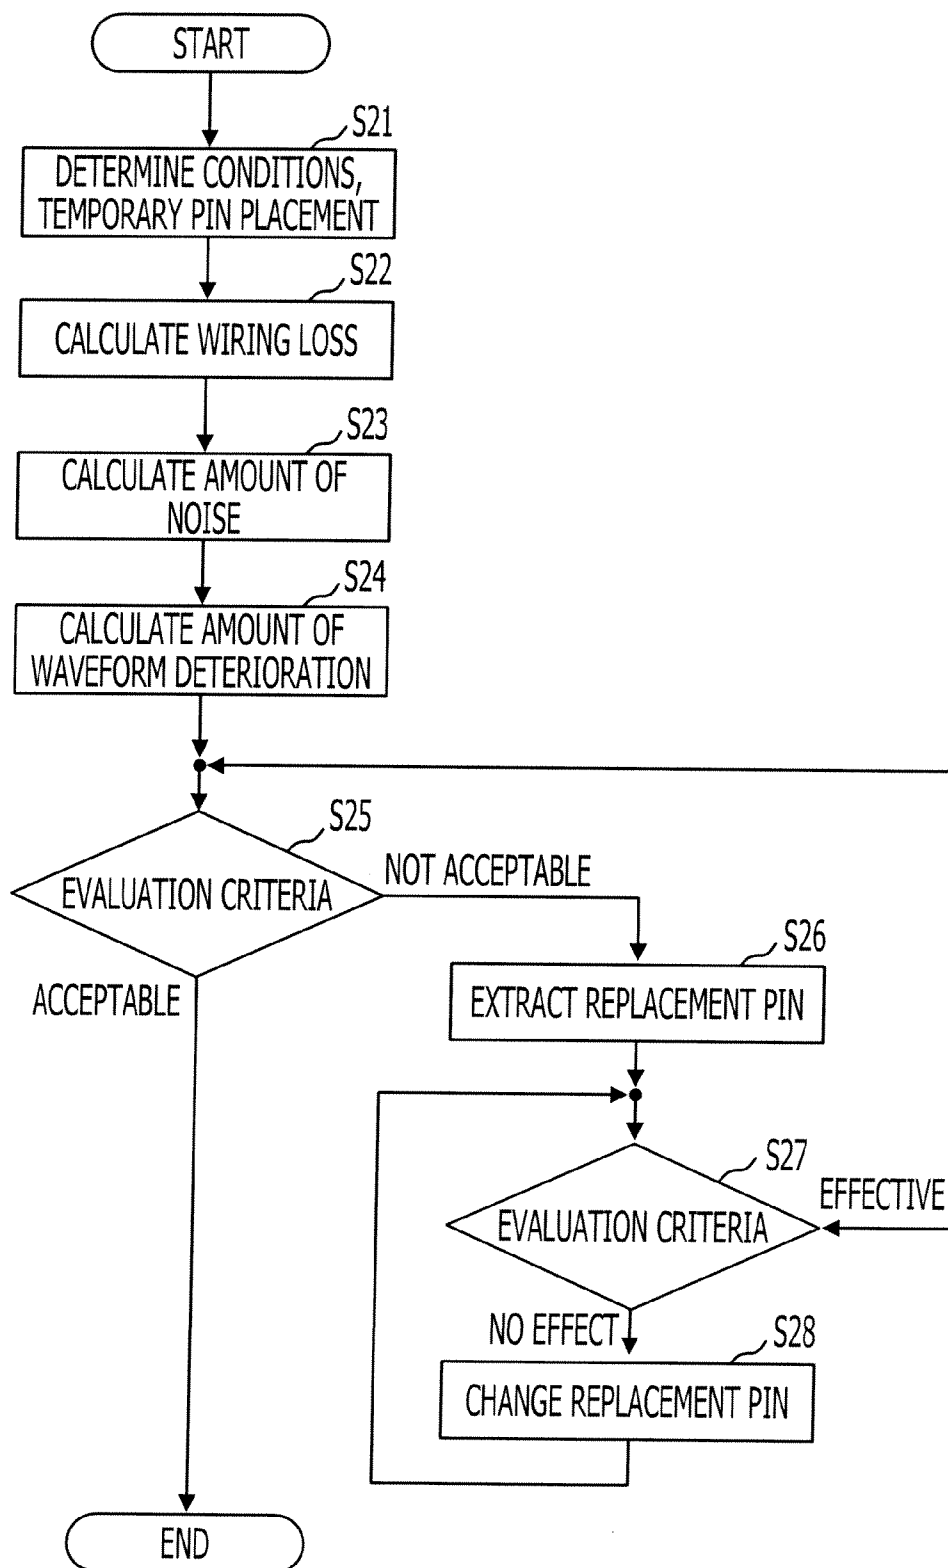 START
S21
DETERMINE CONDITIONS,
TEMPORARY PIN PLACEMENT
S22
CALCULATE WIRING LOSS
S23
CALCULATE AMOUNT OF
NOISE
S24
CALCULATE AMOUNT OF
WAVEFORM DETERIORATION
S25
EVALUATION CRITERIA
NOT ACCEPTABLE
ACCEPTABLE
S26
EXTRACT REPLACEMENT PIN
S27
EVALUATION CRITERIA
EFFECTIVE
NO EFFECT
S28
CHANGE REPLACEMENT PIN
END